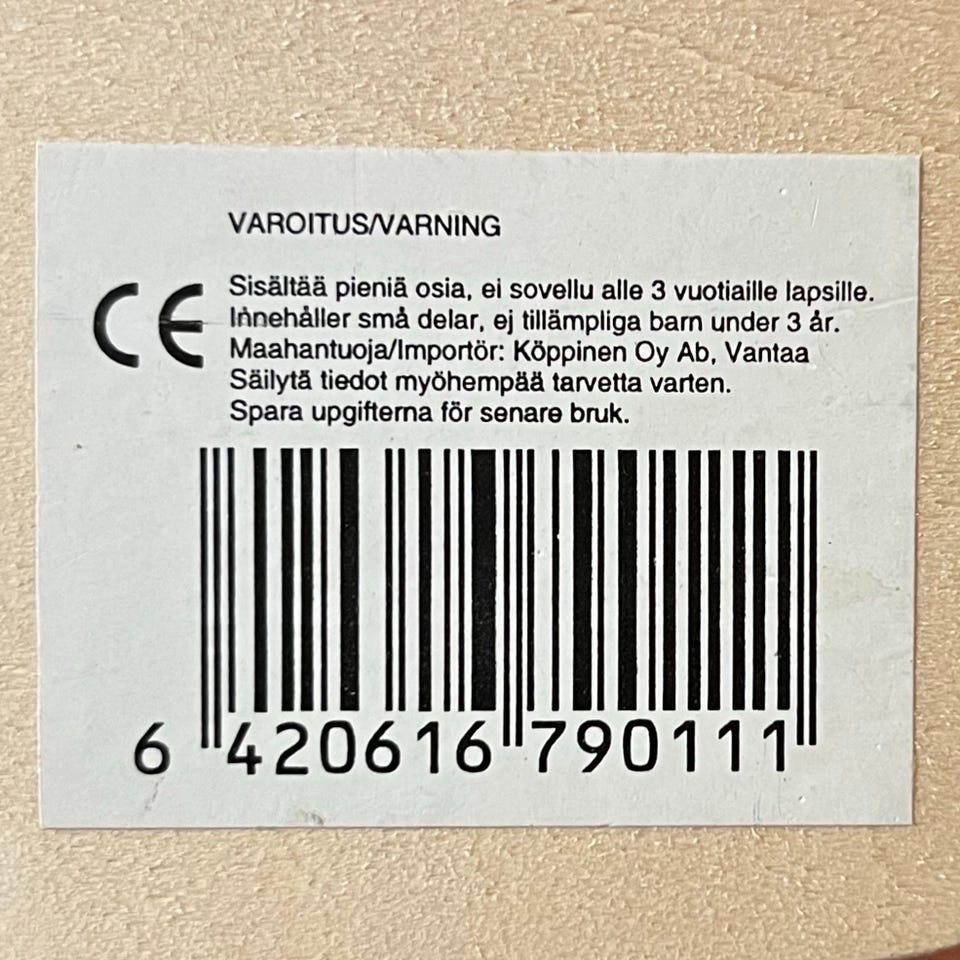 VAROITUS/VARNING
CE
Sisältää pieniä osia, ei sovellu alle 3 vuotiaille lapsille.
Innehåller små delar, ej tillämpliga barn under 3 år.
Maahantuoja/Importör: Köppinen Oy Ab, Vantaa
Säilytä tiedot myöhempää tarvetta varten.
Spara upgifterna för senare bruk.
6 420616 790111